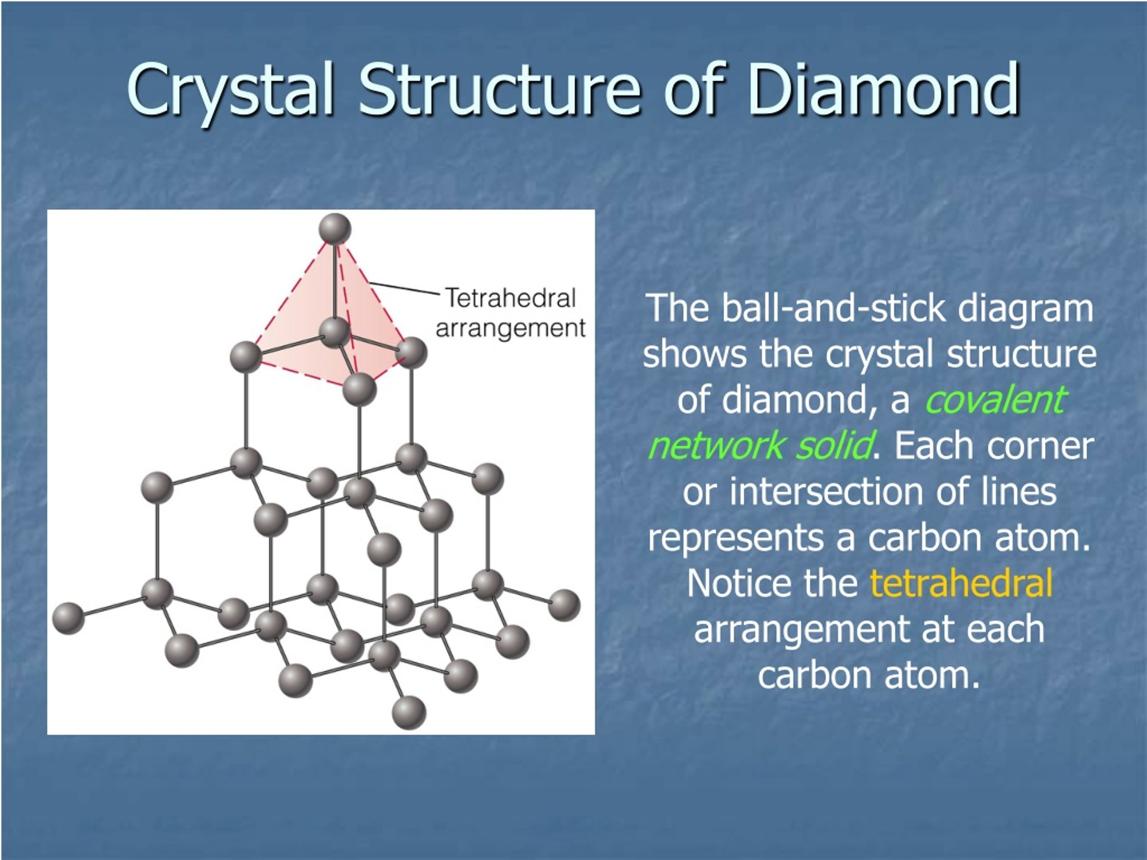 Crystal Structure of Diamond
Tetrahedral
arrangement
The ball-and-stick diagram
shows the crystal structure
of diamond, a covalent
network solid. Each corner
or intersection of lines
represents a carbon atom.
Notice the tetrahedral
arrangement at each
carbon atom.